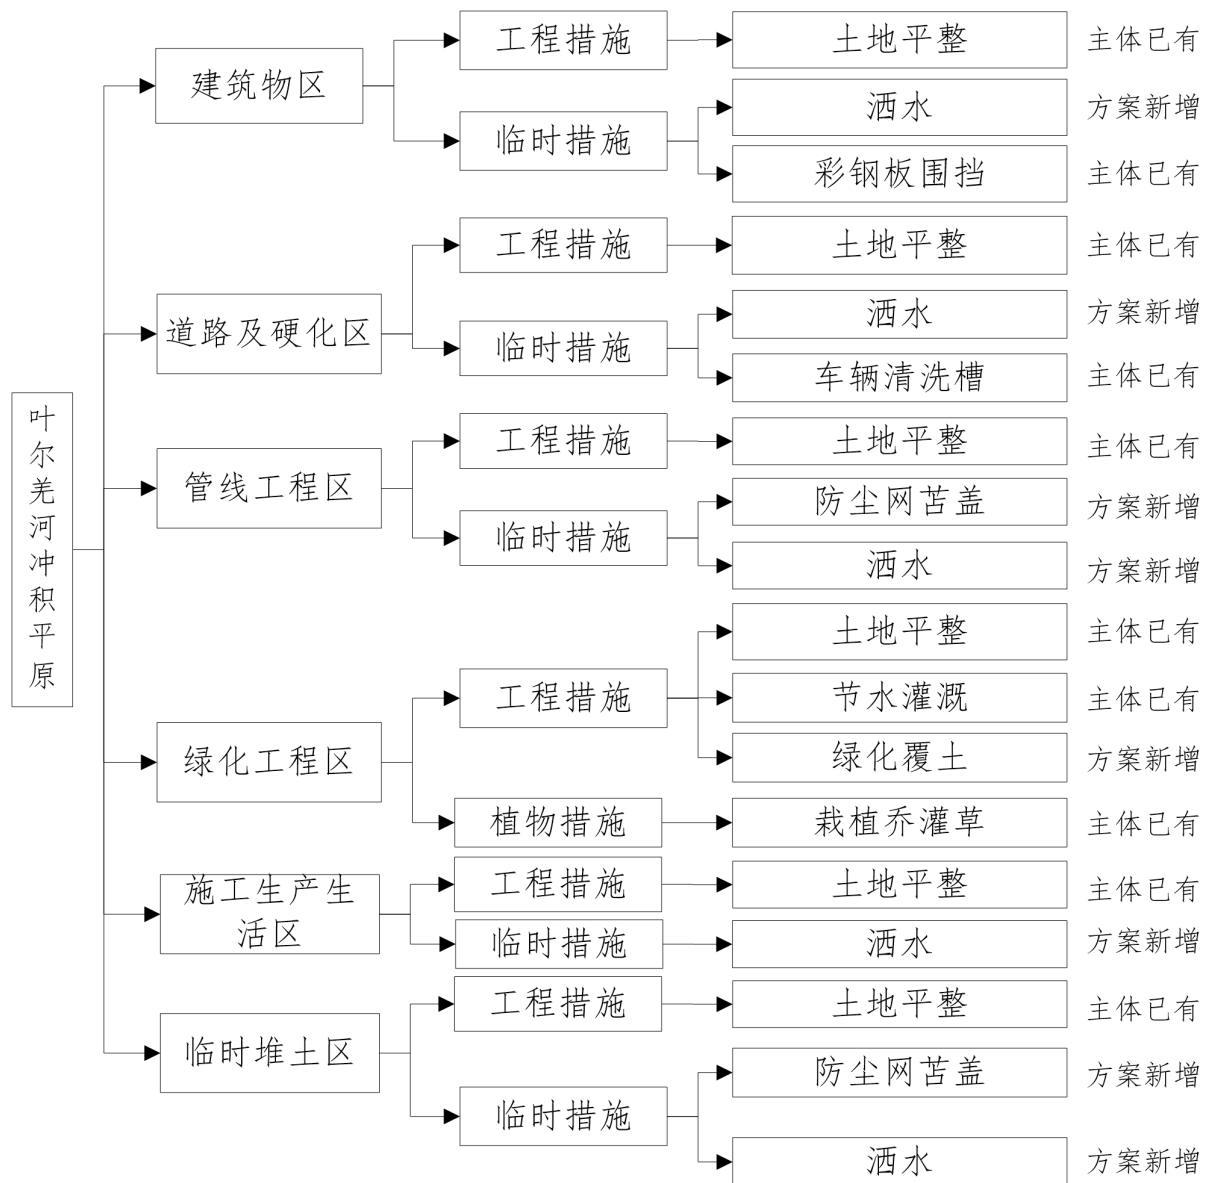 叶尔羌河冲积平原
建筑物区
工程措施
土地平整 主体已有
临时措施
洒水 方案新增
彩钢板围挡 主体已有
道路及硬化区
工程措施
土地平整 主体已有
临时措施
洒水 方案新增
车辆清洗槽 主体已有
管线工程区
工程措施
土地平整 主体已有
临时措施
防尘网苫盖 方案新增
洒水 方案新增
绿化工程区
工程措施
土地平整 主体已有
节水灌溉 主体已有
绿化覆土 方案新增
植物措施
栽植乔灌草 主体已有
施工生产生
活区
工程措施
土地平整 主体已有
临时措施
洒水 方案新增
临时堆土区
工程措施
土地平整 主体已有
临时措施
防尘网苫盖 方案新增
洒水 方案新增